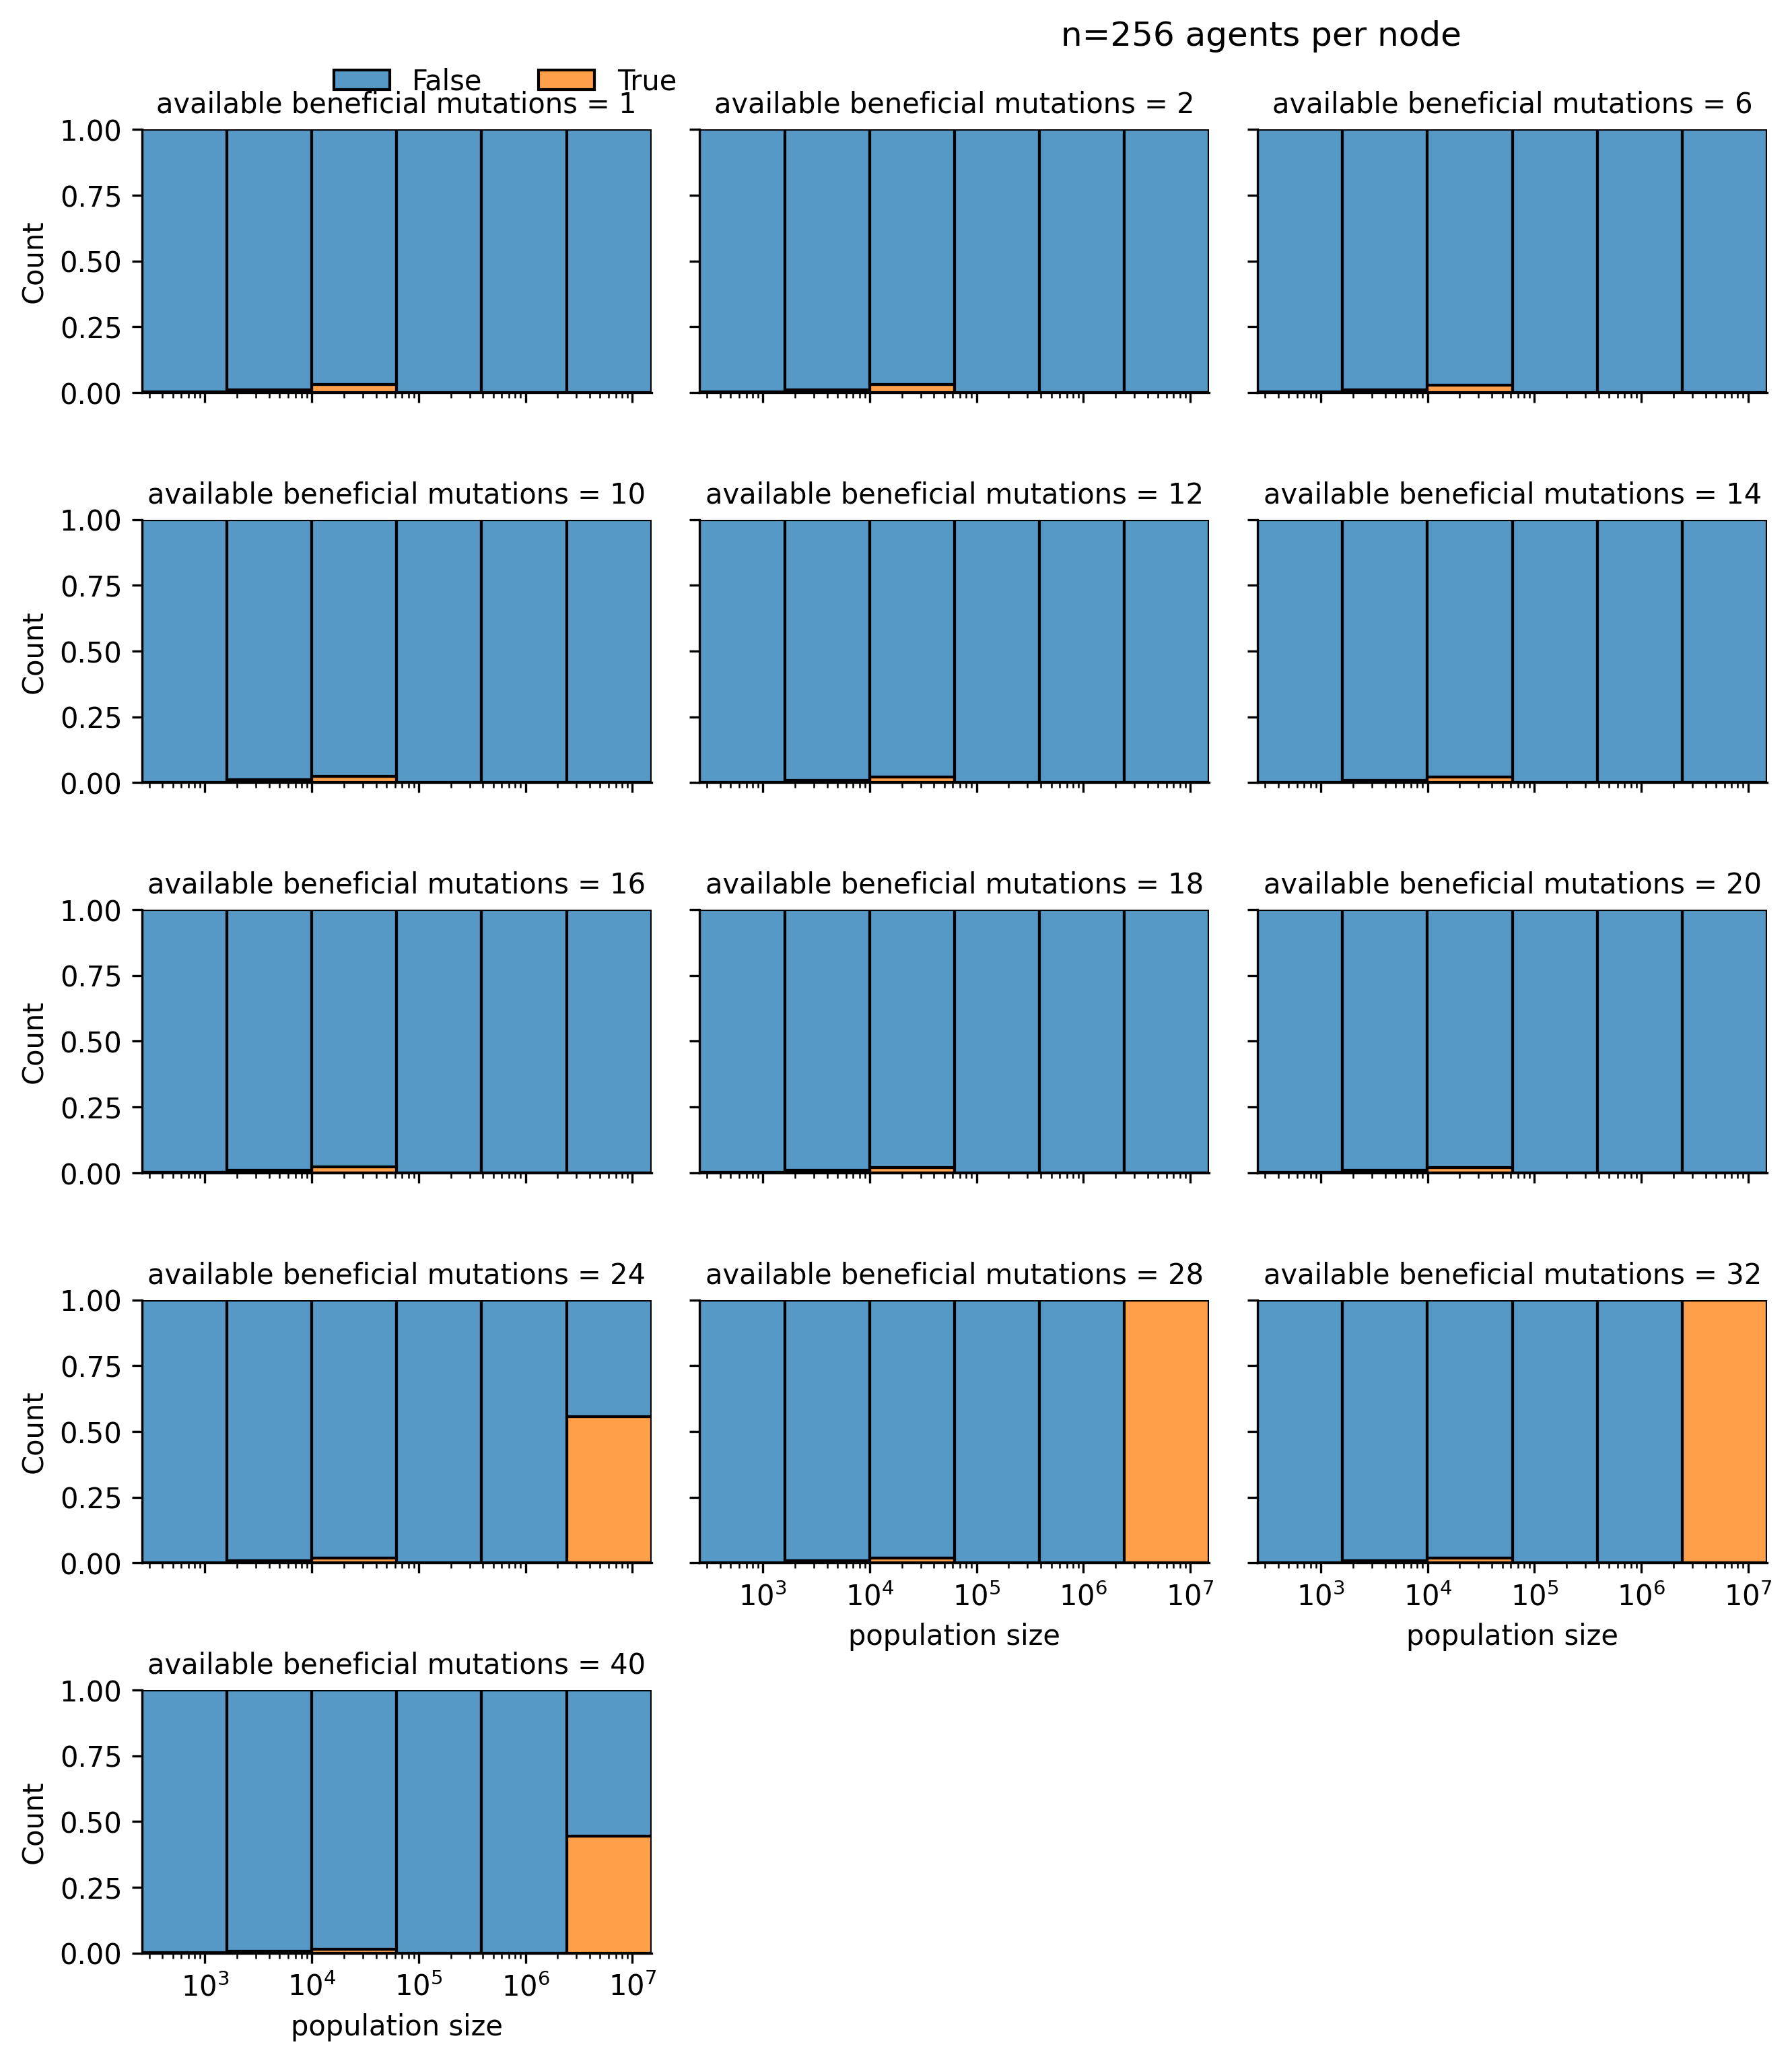 n=256 agents per node
False True
available beneficial mutations = 1 available beneficial mutations = 2 available beneficial mutations = 6
1.00
0.75
0.50
0.25
0.00
Count
available beneficial mutations = 10 available beneficial mutations = 12 available beneficial mutations = 14
1.00
0.75
0.50
0.25
0.00
Count
available beneficial mutations = 16 available beneficial mutations = 18 available beneficial mutations = 20
1.00
0.75
0.50
0.25
0.00
Count
available beneficial mutations = 24 available beneficial mutations = 28 available beneficial mutations = 32
1.00
0.75
0.50
0.25
0.00
Count
10³ 10⁴ 10⁵ 10⁶ 10⁷ 10³ 10⁴ 10⁵ 10⁶ 10⁷
population size population size
available beneficial mutations = 40
1.00
0.75
0.50
0.25
0.00
Count
10³ 10⁴ 10⁵ 10⁶ 10⁷
population size